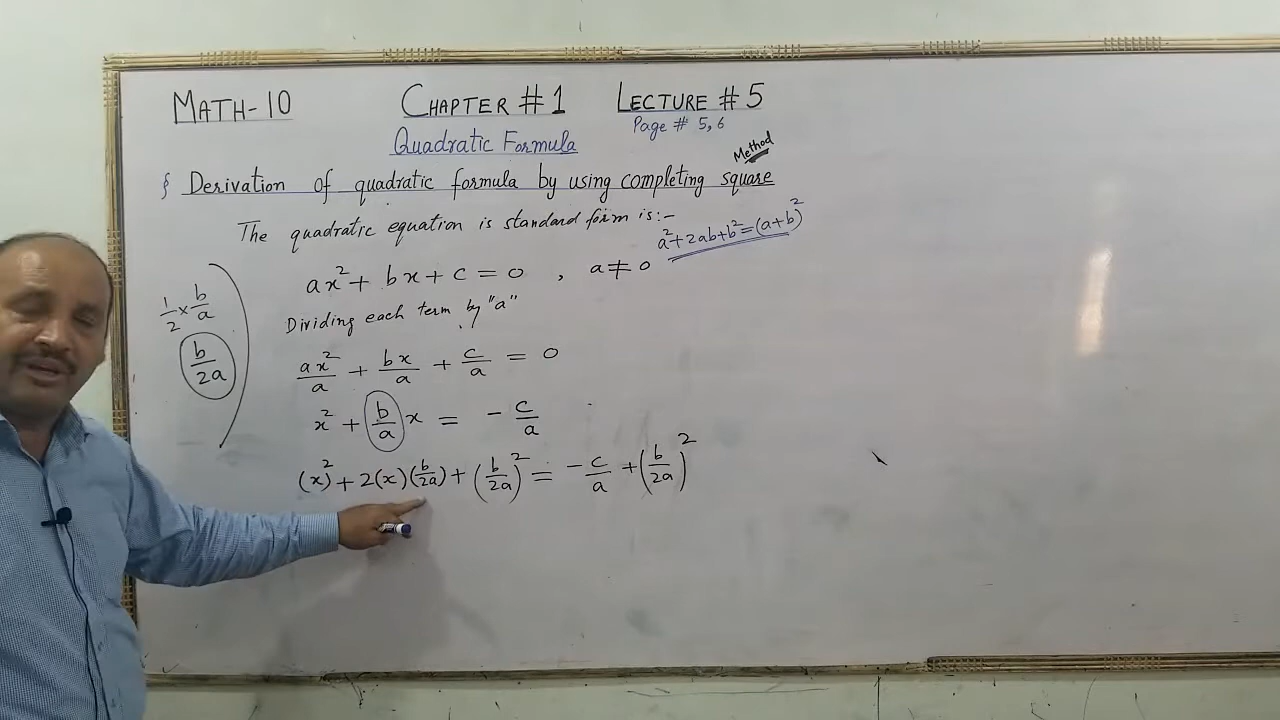 MATH-10 CHAPTER #1 LECTURE #5
Page # 5,6
Quadratic Formula
Method
§ Derivation of quadratic formula by using completing square
The quadratic equation is standard form is:-
a²+2ab+b²=(a+b)²
ax² + bx + c = 0 , a ≠ 0
Dividing each term by "a"
ax²/a + bx/a + c/a = 0
x² + b/a x = - c/a
(x)² + 2(x)(b/2a) + (b/2a)² = -c/a + (b/2a)²
1/2 × b/a
b/2a